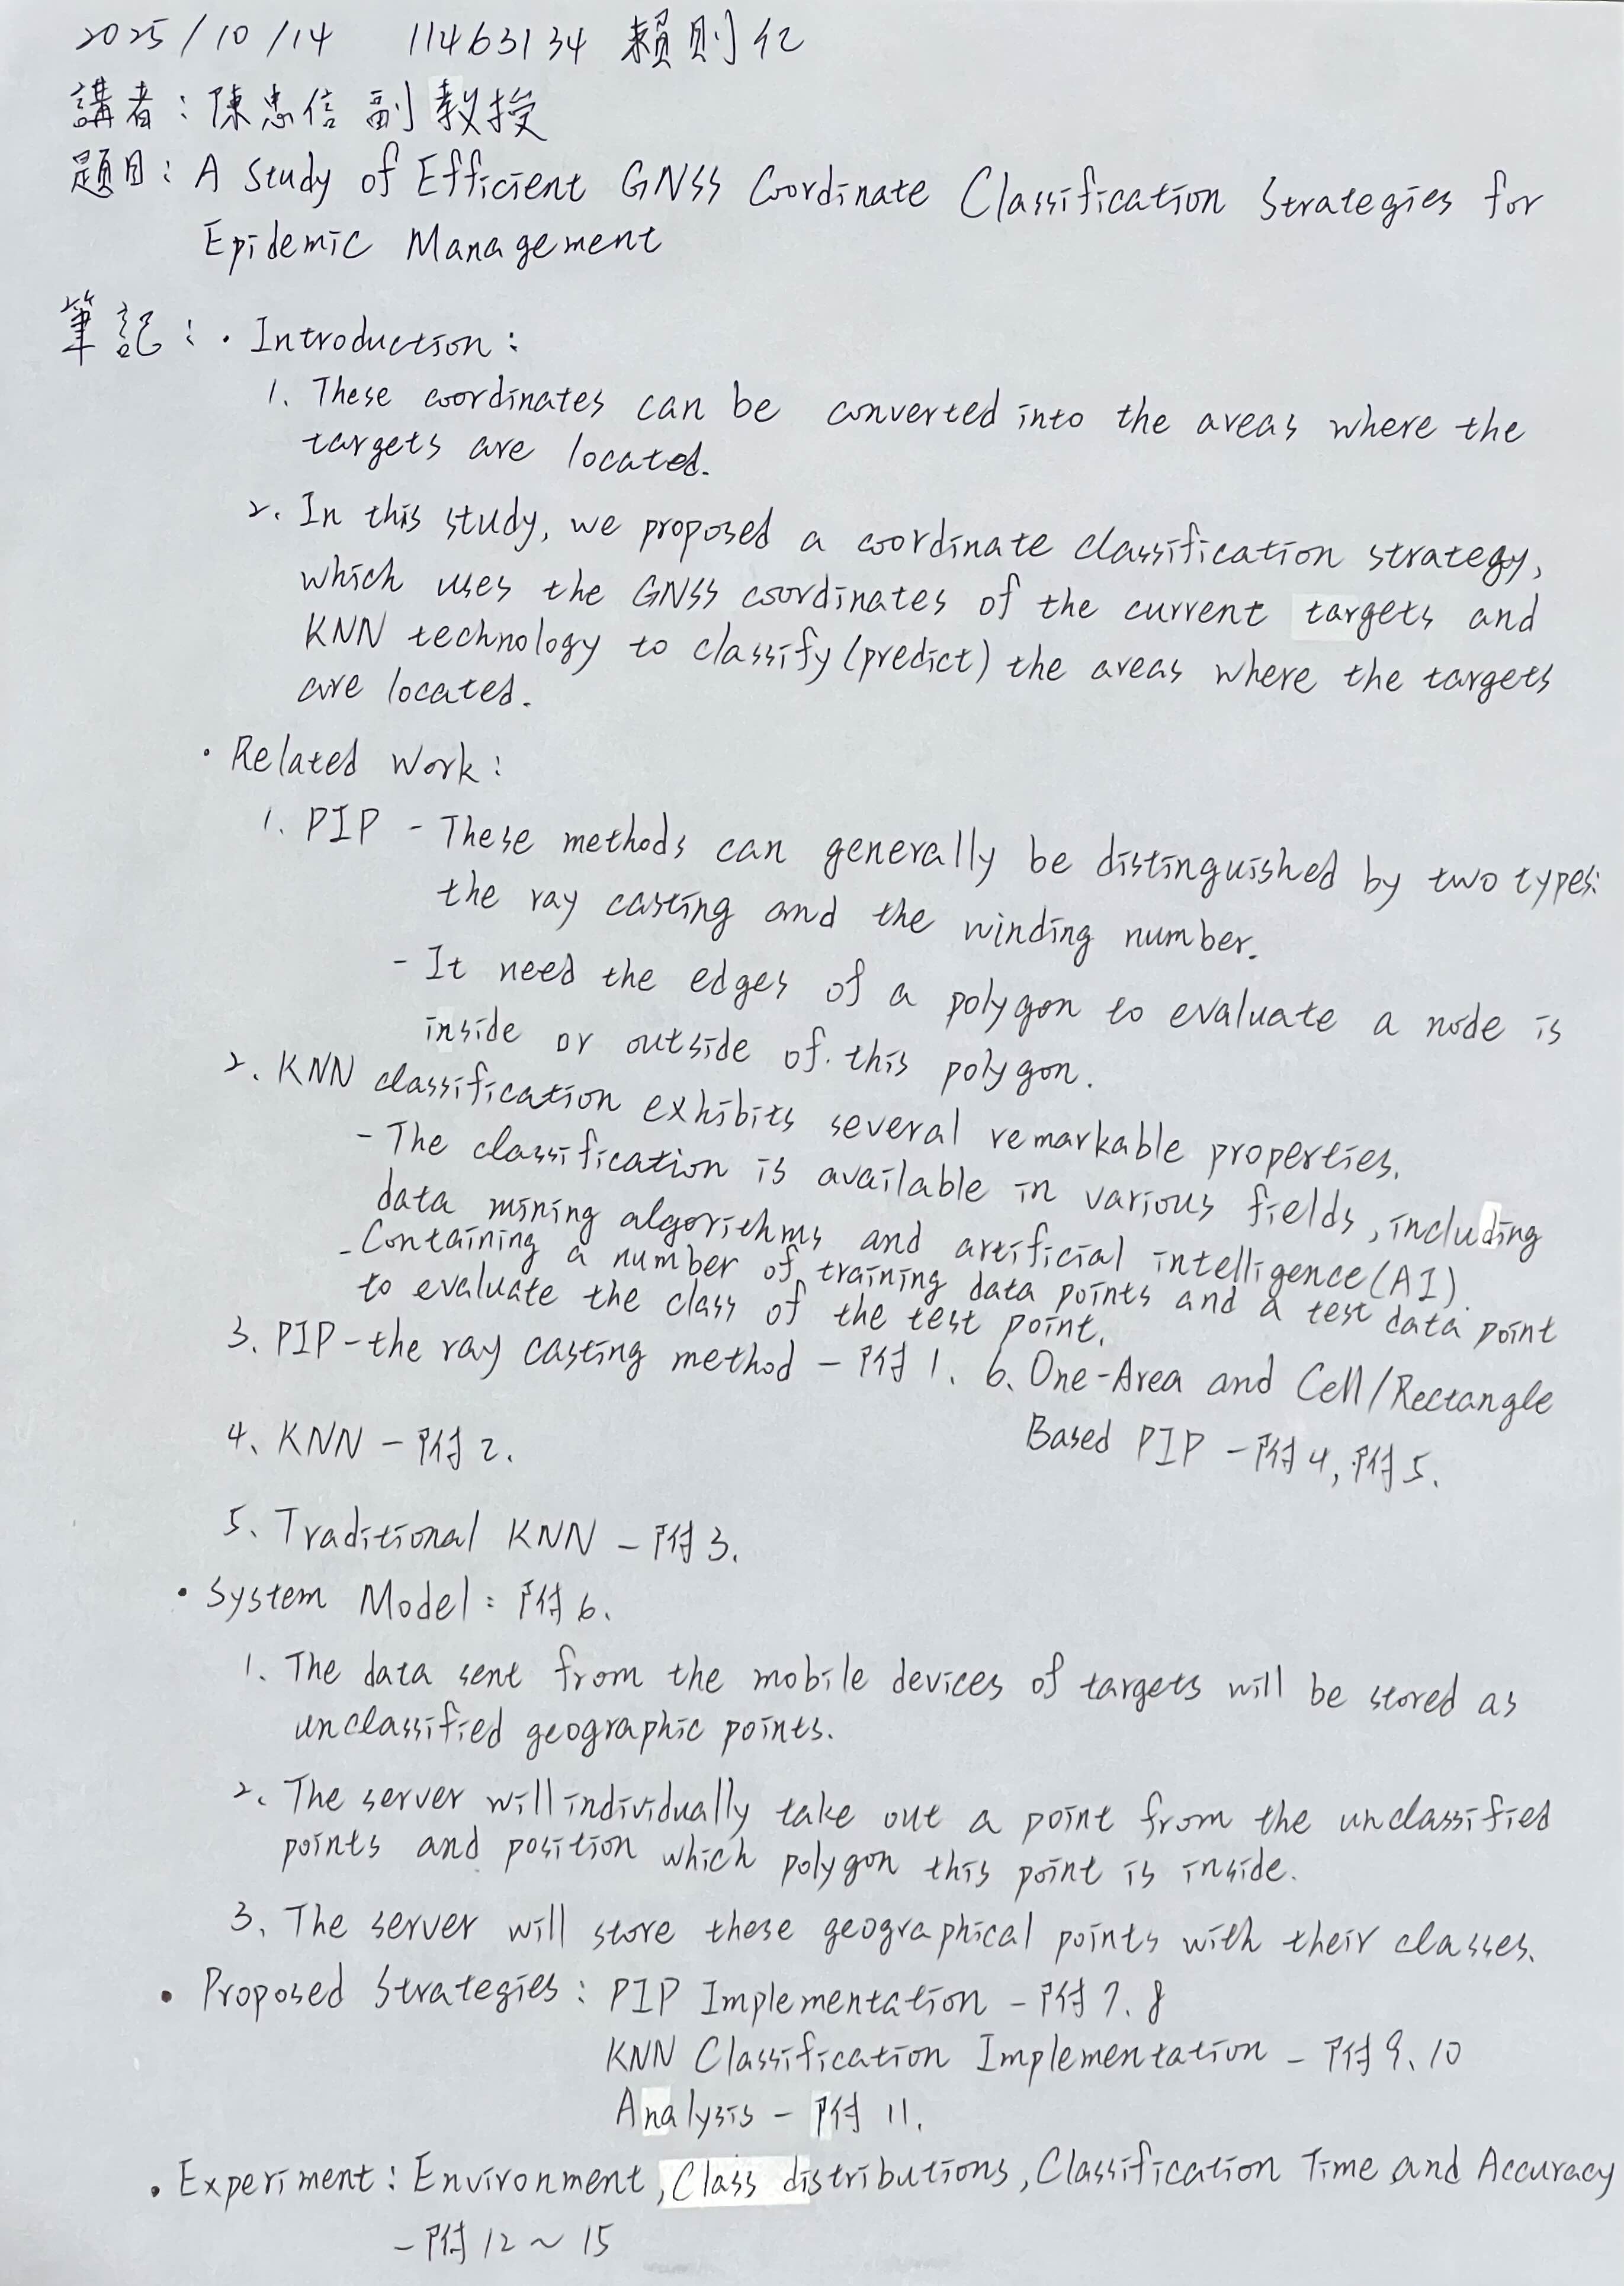 2025/10/14 11463134 賴則仁
講者：陳忠信 副教授
題目：A Study of Efficient GNSS Coordinate Classification Strategies for
Epidemic Management
筆記：· Introduction :
1. These coordinates can be converted into the areas where the
targets are located.
2. In this study, we proposed a coordinate classification strategy,
which uses the GNSS coordinates of the current targets and
KNN technology to classify (predict) the areas where the targets
are located.
· Related Work :
1. PIP - These methods can generally be distinguished by two types:
the ray casting and the winding number.
- It need the edges of a polygon to evaluate a node is
inside or outside of this polygon.
2. KNN classification exhibits several remarkable properties.
- The classification is available in various fields, including
data mining algorithms and artificial intelligence (AI).
- Containing a number of training data points and a test data point
to evaluate the class of the test point.
3. PIP - the ray casting method - 附1.
4. KNN - 附2.
5. Traditional KNN - 附3.
6. One-Area and Cell/Rectangle
Based PIP - 附4, 附5.
· System Model : 附6.
1. The data sent from the mobile devices of targets will be stored as
unclassified geographic points.
2. The server will individually take out a point from the unclassified
points and position which polygon this point is inside.
3. The server will store these geographical points with their classes.
· Proposed Strategies : PIP Implementation - 附7、8
KNN Classification Implementation - 附9、10
Analysis - 附11.
· Experiment : Environment, Class distributions, Classification Time and Accuracy
- 附12～15